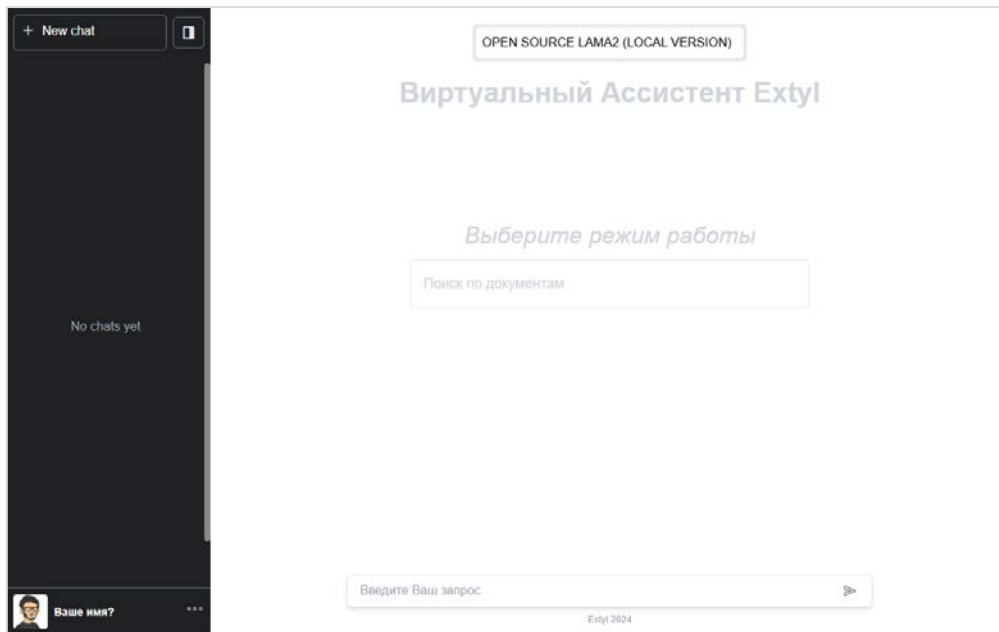 + New chat
OPEN SOURCE LAMA2 (LOCAL VERSION)
Виртуальный Ассистент Extyl
Выберите режим работы
Поиск по документам
No chats yet
Введите Ваш запрос
Ваше имя?
Extyl 2024